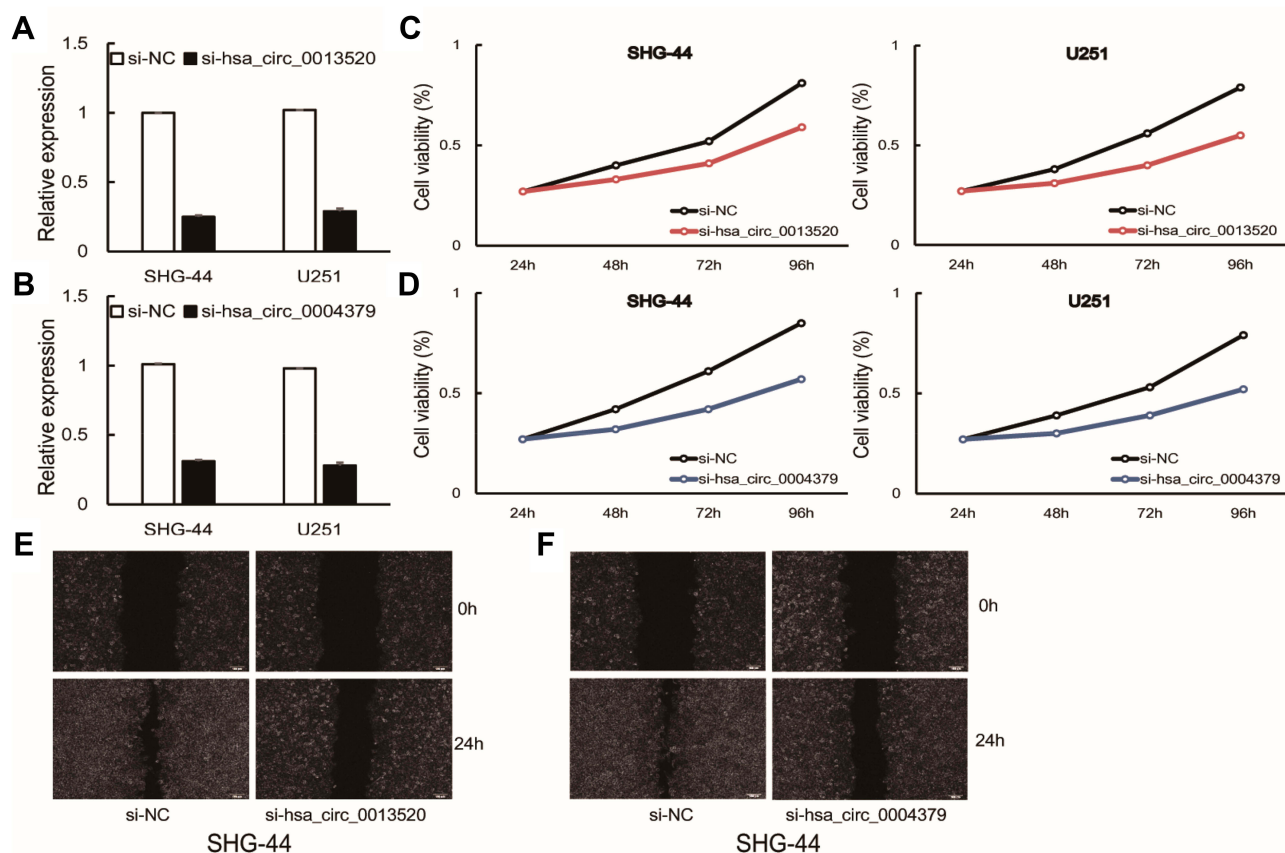 A
1.5
si-NC
si-hsa_circ_0013520
1
0.5
0
Relative expression
SHG-44
U251
B
1.5
si-NC
si-hsa_circ_0004379
1
0.5
0
Relative expression
SHG-44
U251
C
SHG-44
1
0.5
0
Cell viability (%)
si-NC
si-hsa_circ_0013520
24h
48h
72h
96h
U251
1
0.5
0
Cell viability (%)
si-NC
si-hsa_circ_0013520
24h
48h
72h
96h
D
SHG-44
1
0.5
0
Cell viability (%)
si-NC
si-hsa_circ_0004379
24h
48h
72h
96h
U251
1
0.5
0
Cell viability (%)
si-NC
si-hsa_circ_0004379
24h
48h
72h
96h
E
0h
24h
si-NC
si-hsa_circ_0013520
SHG-44
F
0h
24h
si-NC
si-hsa_circ_0004379
SHG-44